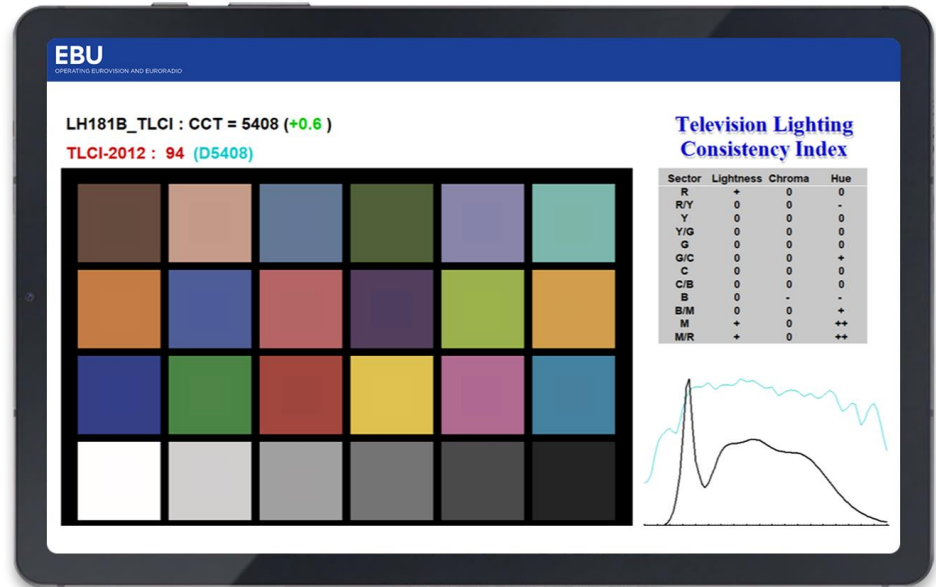 EBU
OPERATING EUROVISION AND EURORADIO
LH181B_TLCI : CCT = 5408 (+0.6 )
TLCI-2012 : 94 (D5408)
Television Lighting
Consistency Index
Sector Lightness Chroma Hue
R + 0 0
R/Y 0 0 -
Y 0 0 0
Y/G 0 0 0
G 0 0 0
G/C 0 0 +
C 0 0 0
C/B 0 0 0
B 0 - -
B/M 0 0 +
M + 0 ++
M/R + 0 ++